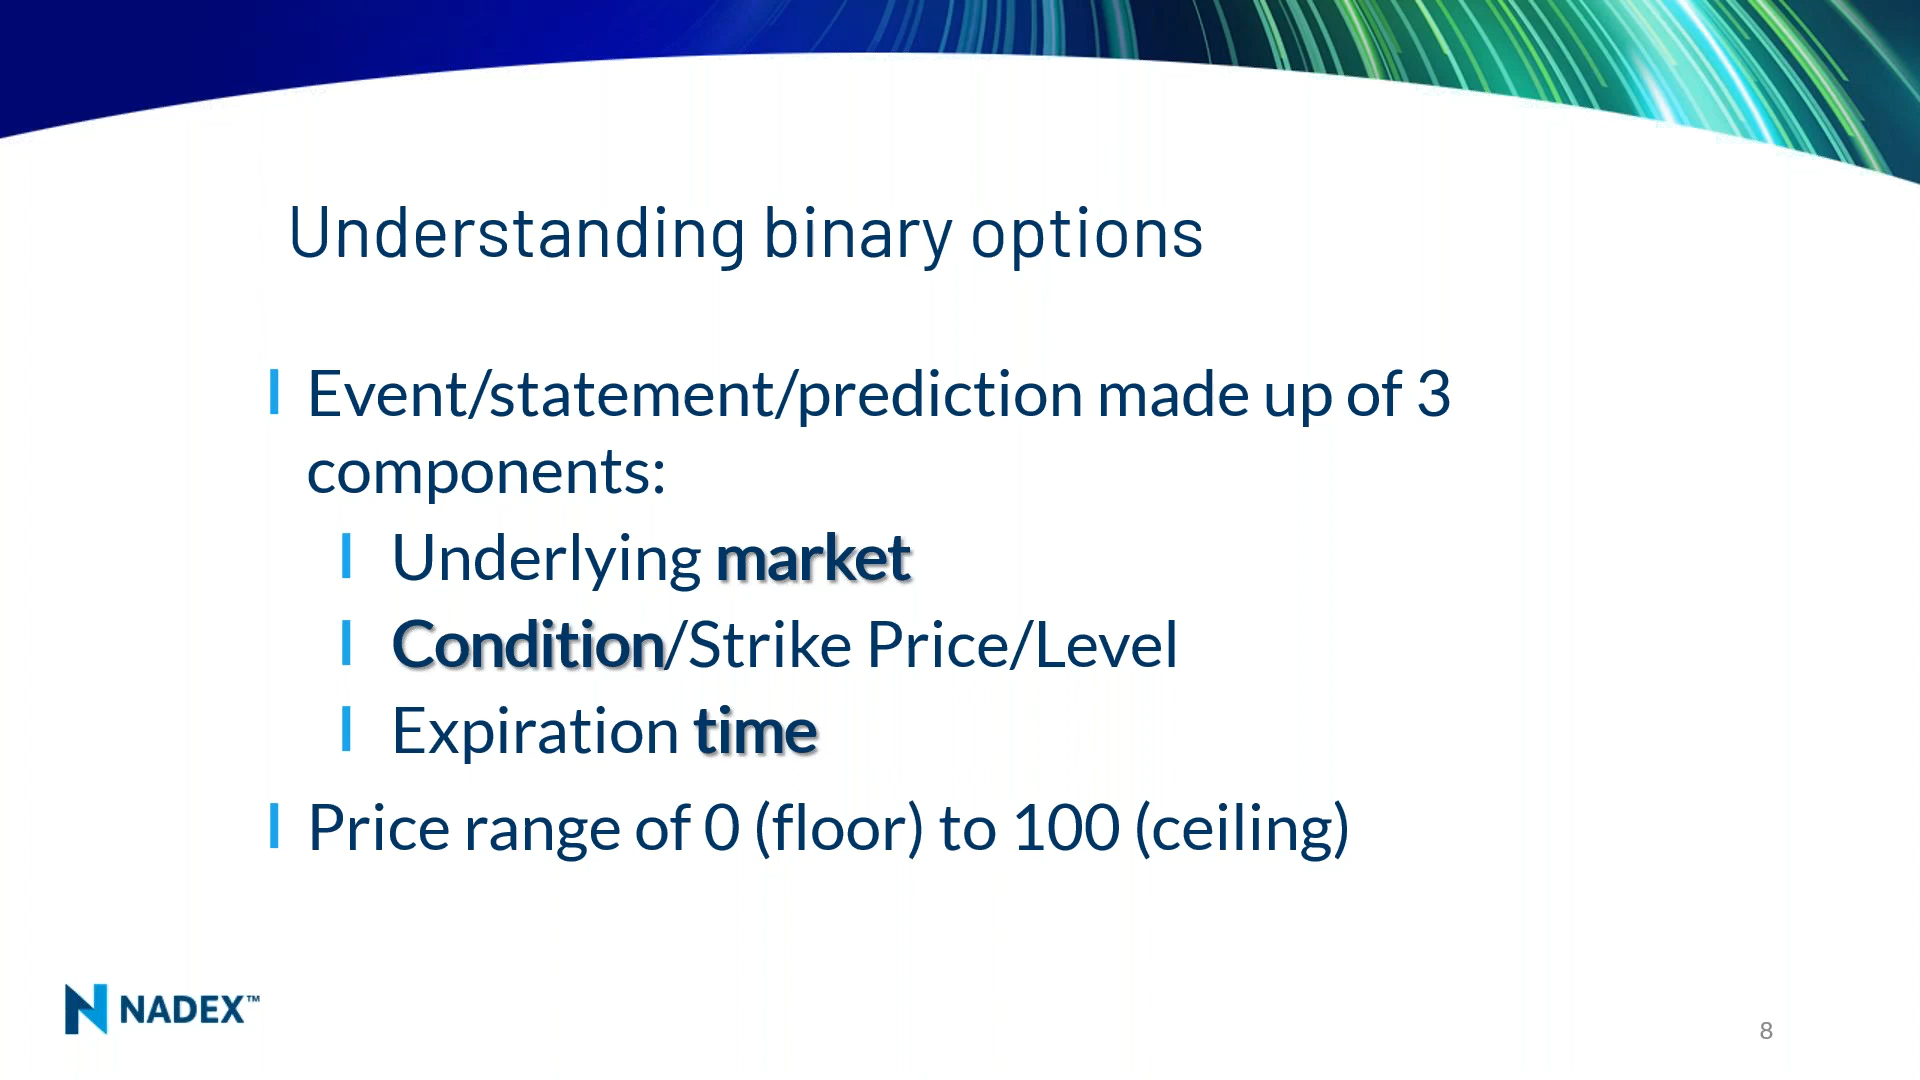 Understanding binary options
Event/statement/prediction made up of 3
components:
Underlying market
Condition/Strike Price/Level
Expiration time
Price range of 0 (floor) to 100 (ceiling)
NADEX™
8